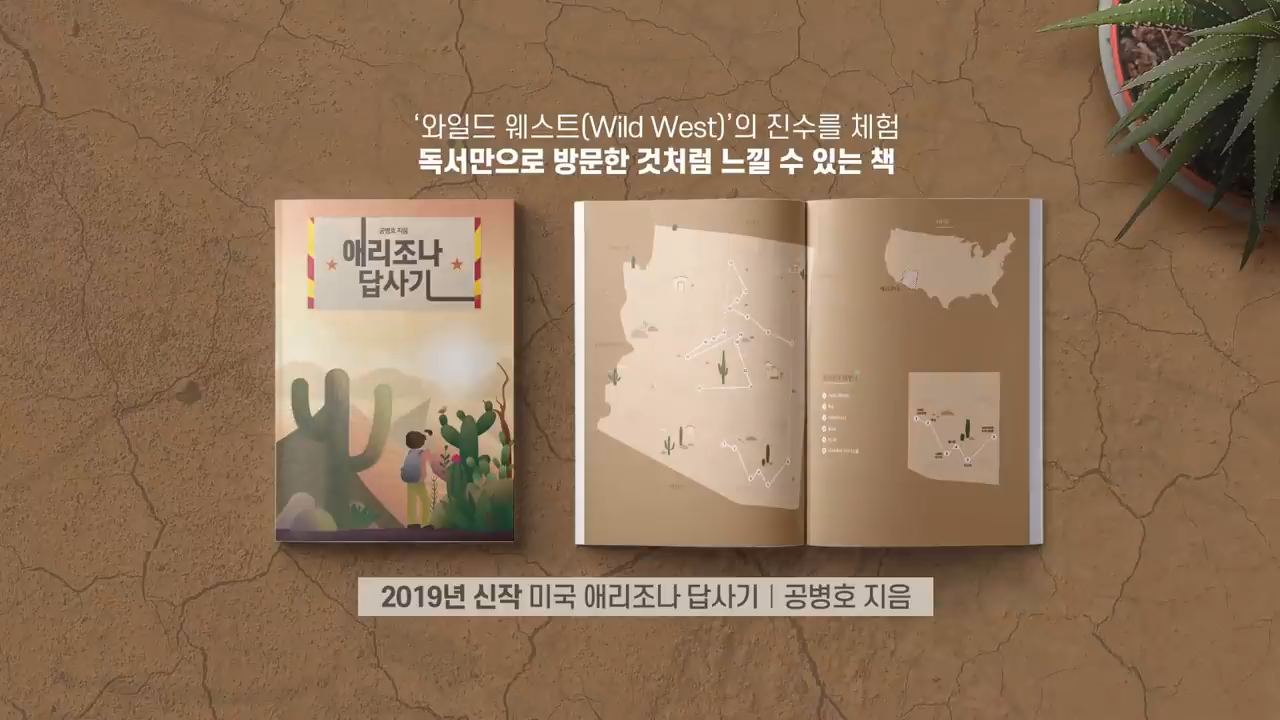 ‘와일드 웨스트(Wild West)’의 진수를 체험
독서만으로 방문한 것처럼 느낄 수 있는 책
공병호 지음
애리조나
답사기
2019년 신작 미국 애리조나 답사기 | 공병호 지음